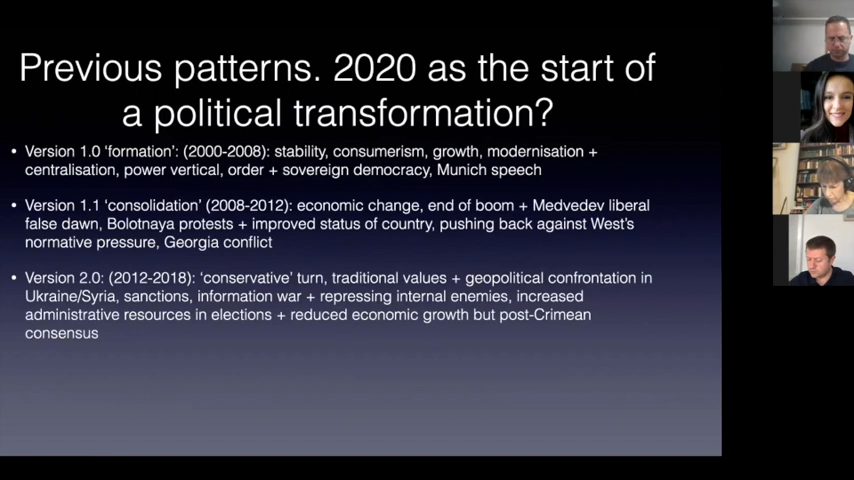 Previous patterns. 2020 as the start of
a political transformation?
• Version 1.0 'formation': (2000-2008): stability, consumerism, growth, modernisation +
centralisation, power vertical, order + sovereign democracy, Munich speech
• Version 1.1 'consolidation' (2008-2012): economic change, end of boom + Medvedev liberal
false dawn, Bolotnaya protests + improved status of country, pushing back against West's
normative pressure, Georgia conflict
• Version 2.0: (2012-2018): 'conservative' turn, traditional values + geopolitical confrontation in
Ukraine/Syria, sanctions, information war + repressing internal enemies, increased
administrative resources in elections + reduced economic growth but post-Crimean
consensus